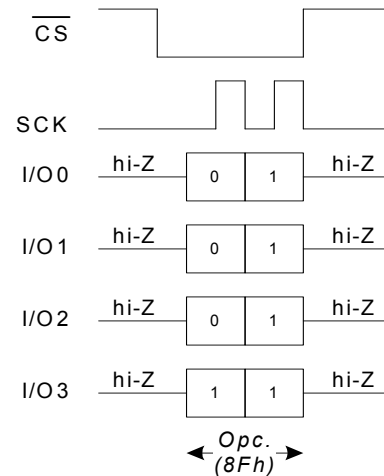 CS
SCK
I/O0 hi-Z 0 1 hi-Z
I/O1 hi-Z 0 1 hi-Z
I/O2 hi-Z 0 1 hi-Z
I/O3 hi-Z 1 1 hi-Z
Opc.
(8Fh)